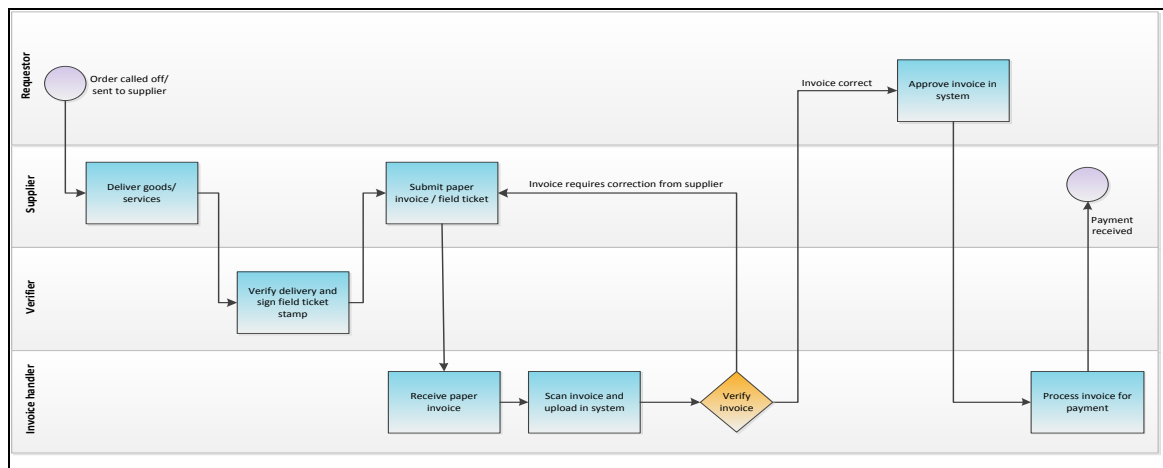 Requestor
Order called off/
sent to supplier
Invoice correct
Approve invoice in
system
Supplier
Deliver goods/
services
Submit paper
invoice / field ticket
Invoice requires correction from supplier
Payment
received
Verifier
Verify delivery and
sign field ticket
stamp
Invoice handler
Receive paper
invoice
Scan invoice and
upload in system
Verify
invoice
Process invoice for
payment